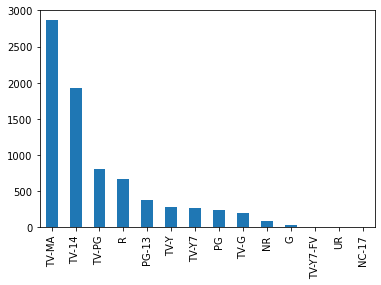 3000
2500
2000
1500
1000
500
0
TV-MA
TV-14
TV-PG
R
PG-13
TV-Y
TV-Y7
PG
TV-G
NR
G
TV-Y7-FV
UR
NC-17